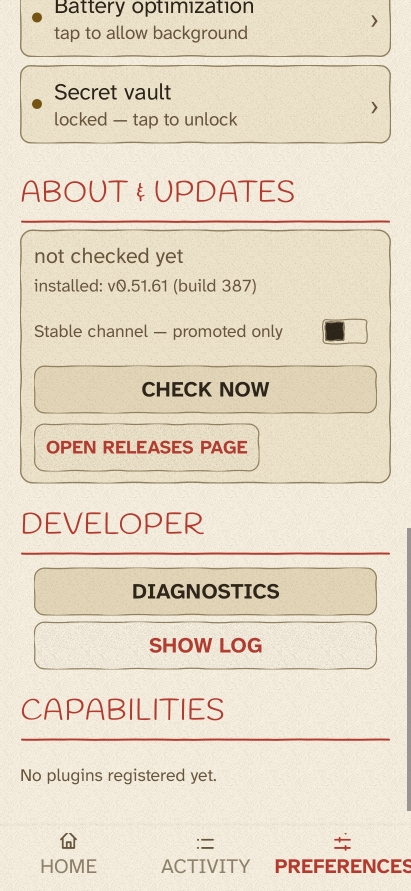 Battery optimization
tap to allow background
›
Secret vault
locked — tap to unlock
›
ABOUT & UPDATES
not checked yet
installed: v0.51.61 (build 387)
Stable channel — promoted only
CHECK NOW
OPEN RELEASES PAGE
DEVELOPER
DIAGNOSTICS
SHOW LOG
CAPABILITIES
No plugins registered yet.
HOME
ACTIVITY
PREFERENCES